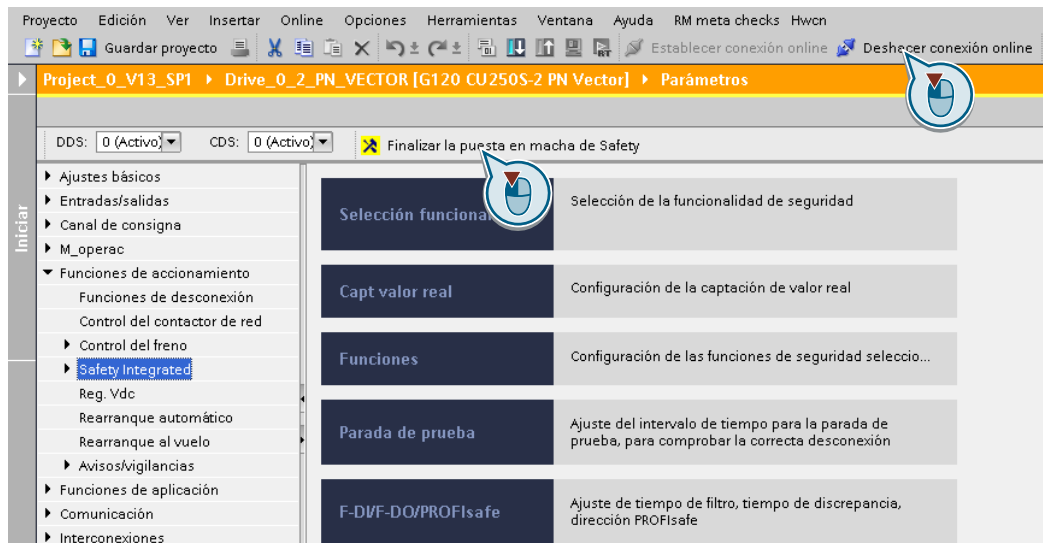 Proyecto Edición Ver Insertar Online Opciones Herramientas Ventana Ayuda RM meta checks Hwcn
Guardar proyecto Establecer conexión online Deshacer conexión online
Project_0_V13_SP1 Drive_0_2_PN_VECTOR [G120 CU250S-2 PN Vector] Parámetros
DDS: 0 (Activo) CDS: 0 (Activo) Finalizar la puesta en macha de Safety
Iniciar
Ajustes básicos
Entradas/salidas
Canal de consigna
M_operac
Funciones de accionamiento
Funciones de desconexión
Control del contactor de red
Control del freno
Safety Integrated
Reg. Vdc
Rearranque automático
Rearranque al vuelo
Avisos/vigilancias
Funciones de aplicación
Comunicación
Interconexiones
Selección funciona
Selección de la funcionalidad de seguridad
Capt valor real
Configuración de la captación de valor real
Funciones
Configuración de las funciones de seguridad seleccio...
Parada de prueba
Ajuste del intervalo de tiempo para la parada de
prueba, para comprobar la correcta desconexión
F-DI/F-DO/PROFIsafe
Ajuste de tiempo de filtro, tiempo de discrepancia,
dirección PROFIsafe